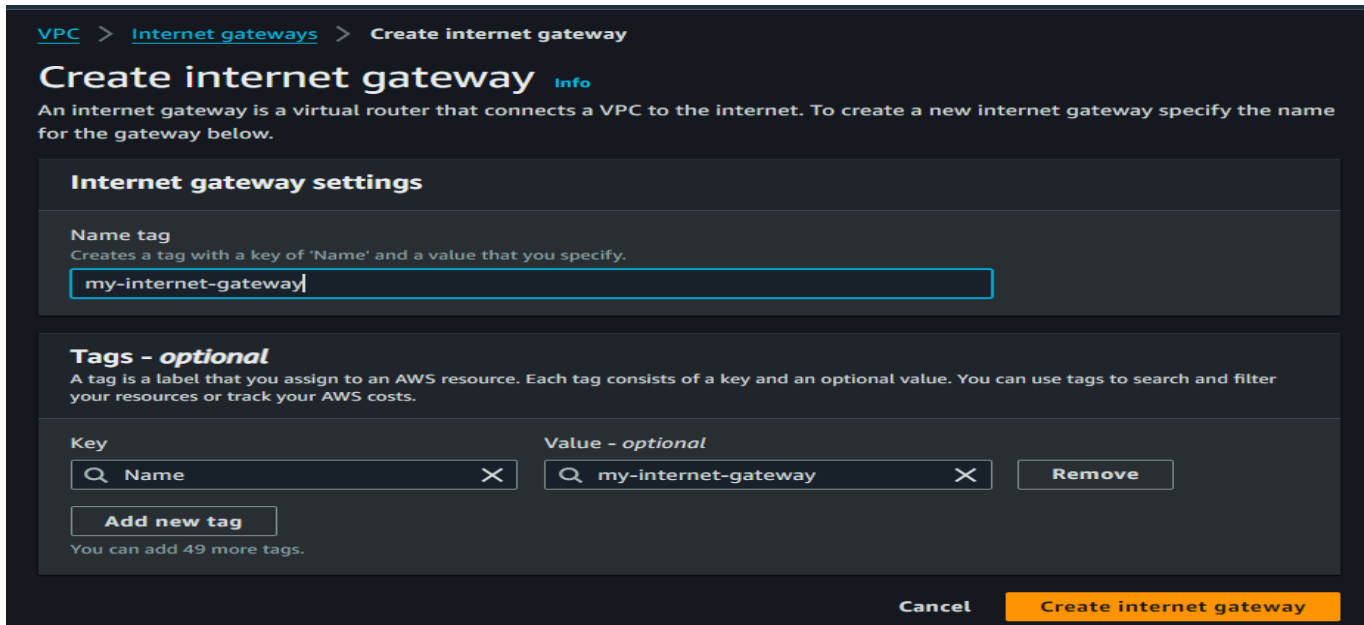 VPC > Internet gateways > Create internet gateway
Create internet gateway Info
An internet gateway is a virtual router that connects a VPC to the internet. To create a new internet gateway specify the name
for the gateway below.
Internet gateway settings
Name tag
Creates a tag with a key of 'Name' and a value that you specify.
my-internet-gateway
Tags - optional
A tag is a label that you assign to an AWS resource. Each tag consists of a key and an optional value. You can use tags to search and filter
your resources or track your AWS costs.
Key Value - optional
Name my-internet-gateway Remove
Add new tag
You can add 49 more tags.
Cancel Create internet gateway